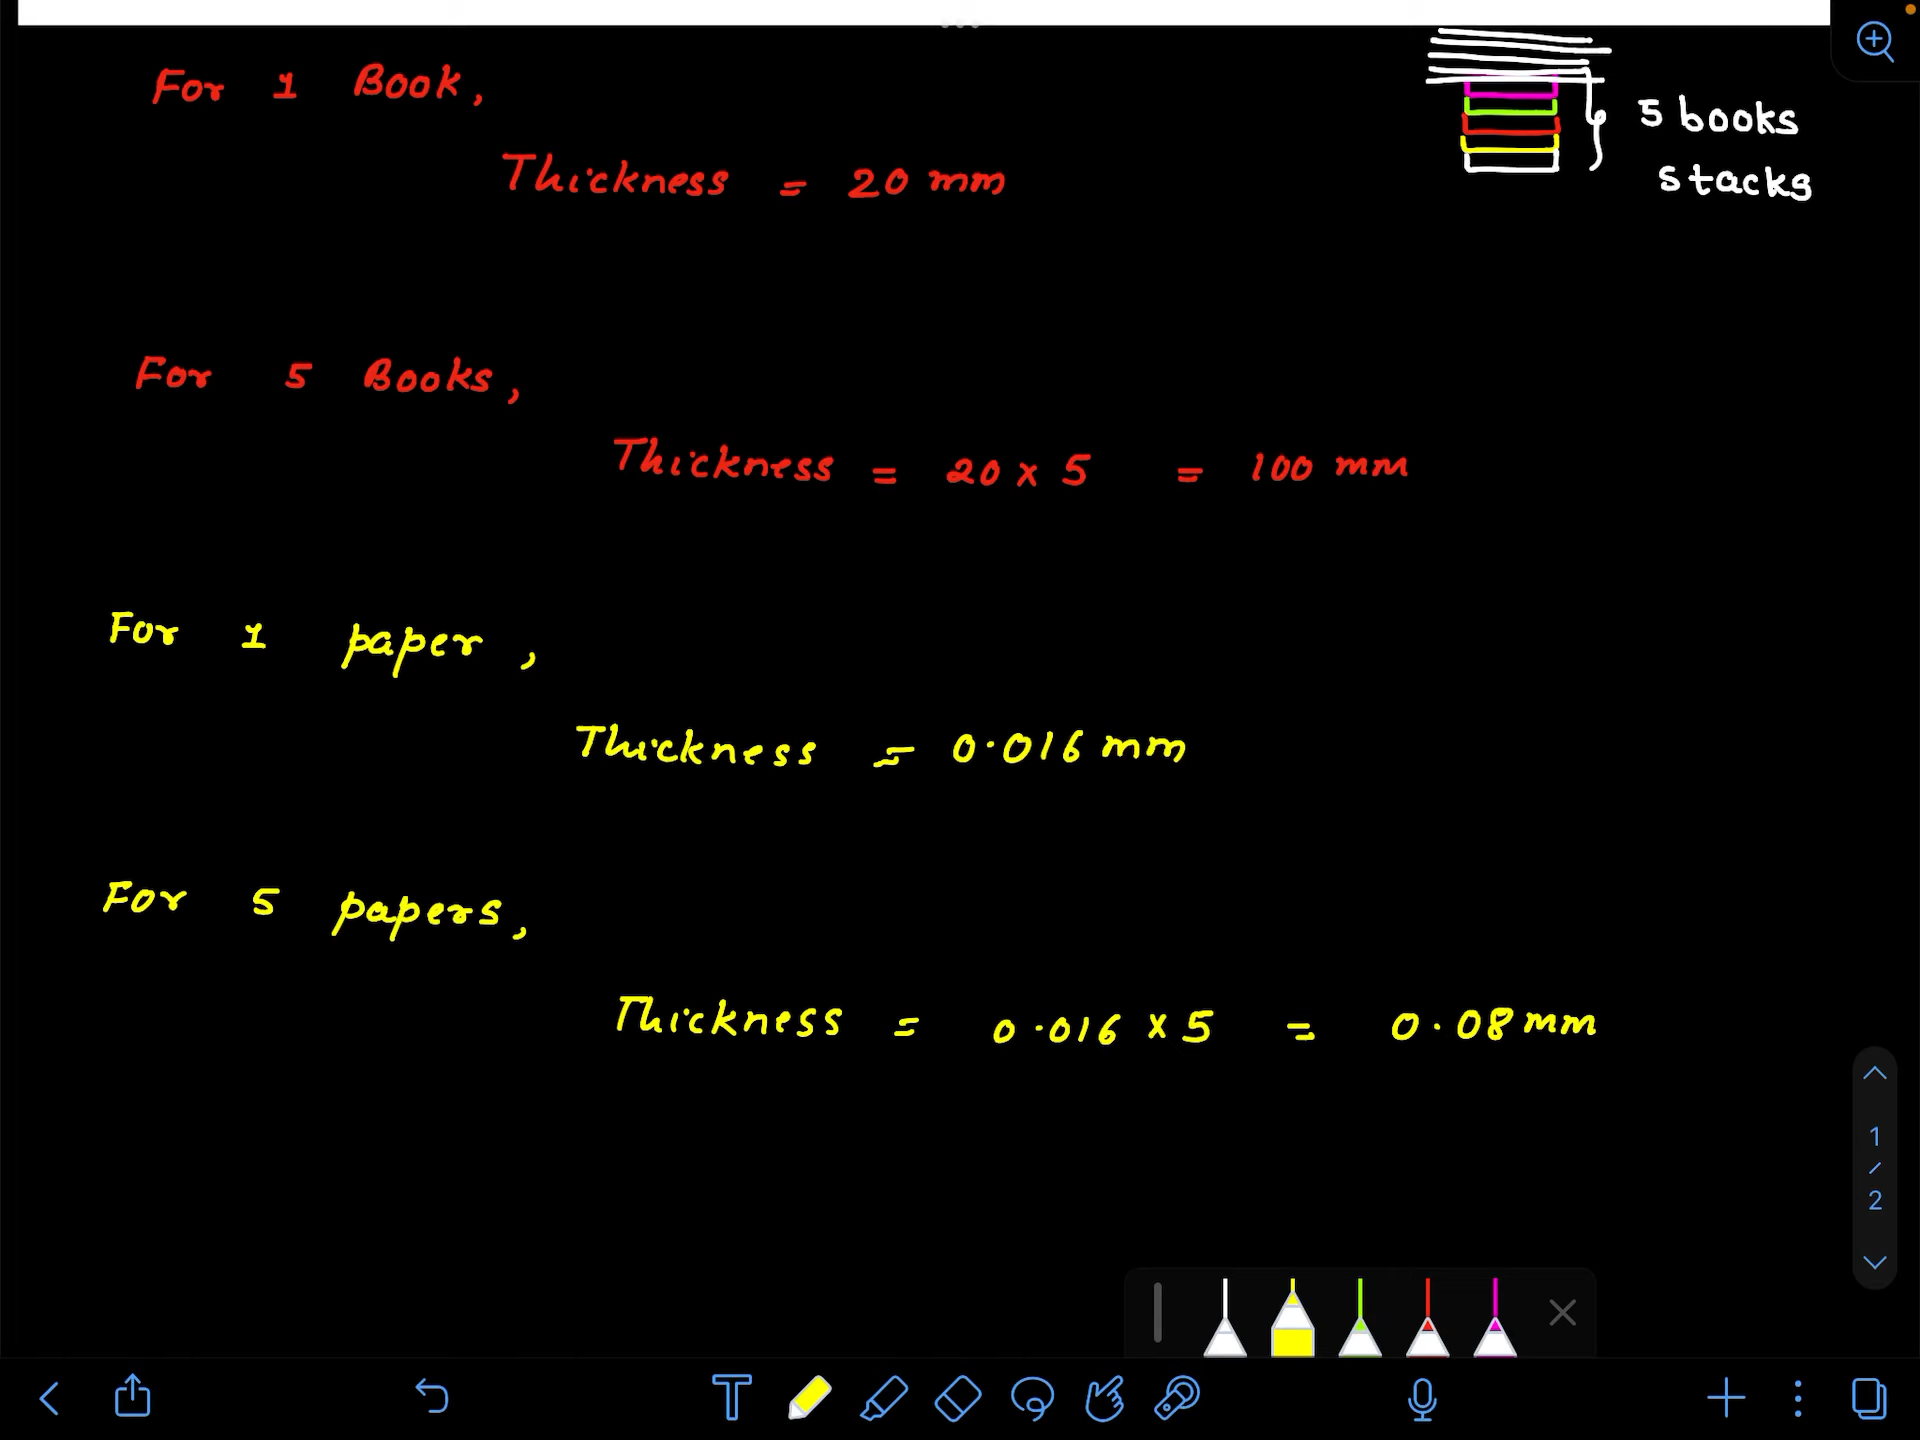 For 1 Book,
5 books
Thickness = 20 mm
stacks
For 5 Books,
Thickness = 20 x 5 = 100 mm
For 1 paper,
Thickness = 0.016 mm
For 5 papers,
Thickness = 0.016 x 5 = 0.08 mm
1
/
2
T